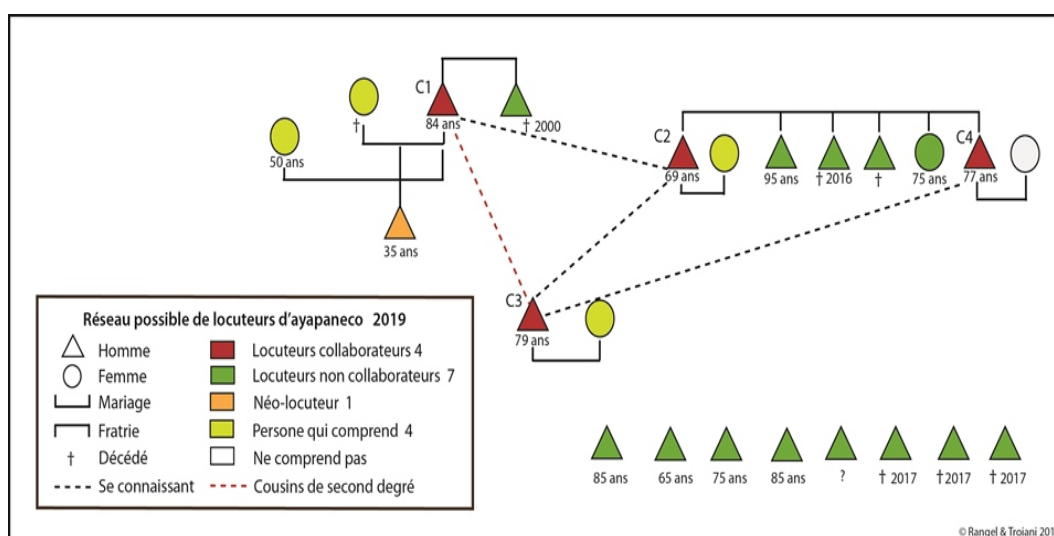 C1
84 ans
† 2000
†
50 ans
35 ans
C2
69 ans
95 ans
† 2016
†
75 ans
C4
77 ans
C3
79 ans
Réseau possible de locuteurs d'ayapaneco 2019
Homme
Femme
Mariage
Fratrie
† Décédé
Se connaissant
Locuteurs collaborateurs 4
Locuteurs non collaborateurs 7
Néo-locuteur 1
Persone qui comprend 4
Ne comprend pas
Cousins de second degré
85 ans
65 ans
75 ans
85 ans
?
† 2017
† 2017
† 2017
© Rangel & Trojani 201